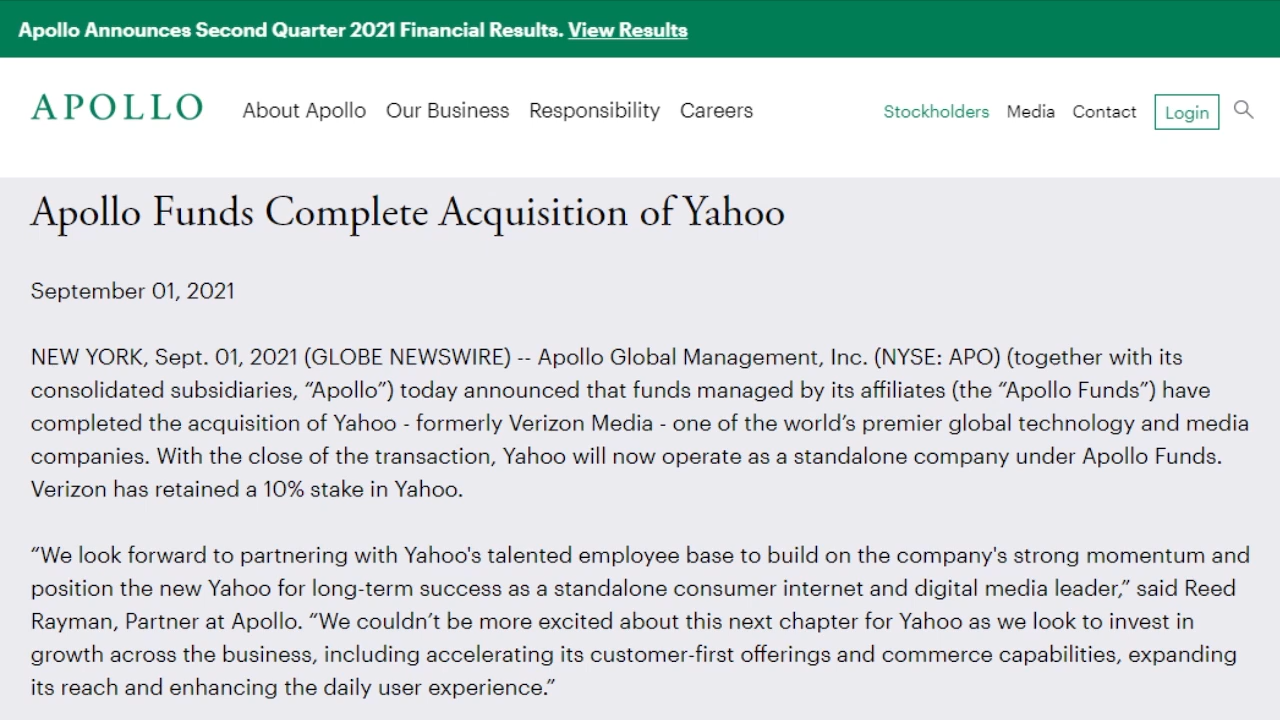 Apollo Announces Second Quarter 2021 Financial Results. View Results
APOLLO About Apollo Our Business Responsibility Careers Stockholders Media Contact Login
Apollo Funds Complete Acquisition of Yahoo
September 01, 2021
NEW YORK, Sept. 01, 2021 (GLOBE NEWSWIRE) -- Apollo Global Management, Inc. (NYSE: APO) (together with its
consolidated subsidiaries, “Apollo”) today announced that funds managed by its affiliates (the “Apollo Funds”) have
completed the acquisition of Yahoo - formerly Verizon Media - one of the world’s premier global technology and media
companies. With the close of the transaction, Yahoo will now operate as a standalone company under Apollo Funds.
Verizon has retained a 10% stake in Yahoo.
“We look forward to partnering with Yahoo's talented employee base to build on the company's strong momentum and
position the new Yahoo for long-term success as a standalone consumer internet and digital media leader,” said Reed
Rayman, Partner at Apollo. “We couldn’t be more excited about this next chapter for Yahoo as we look to invest in
growth across the business, including accelerating its customer-first offerings and commerce capabilities, expanding
its reach and enhancing the daily user experience.”